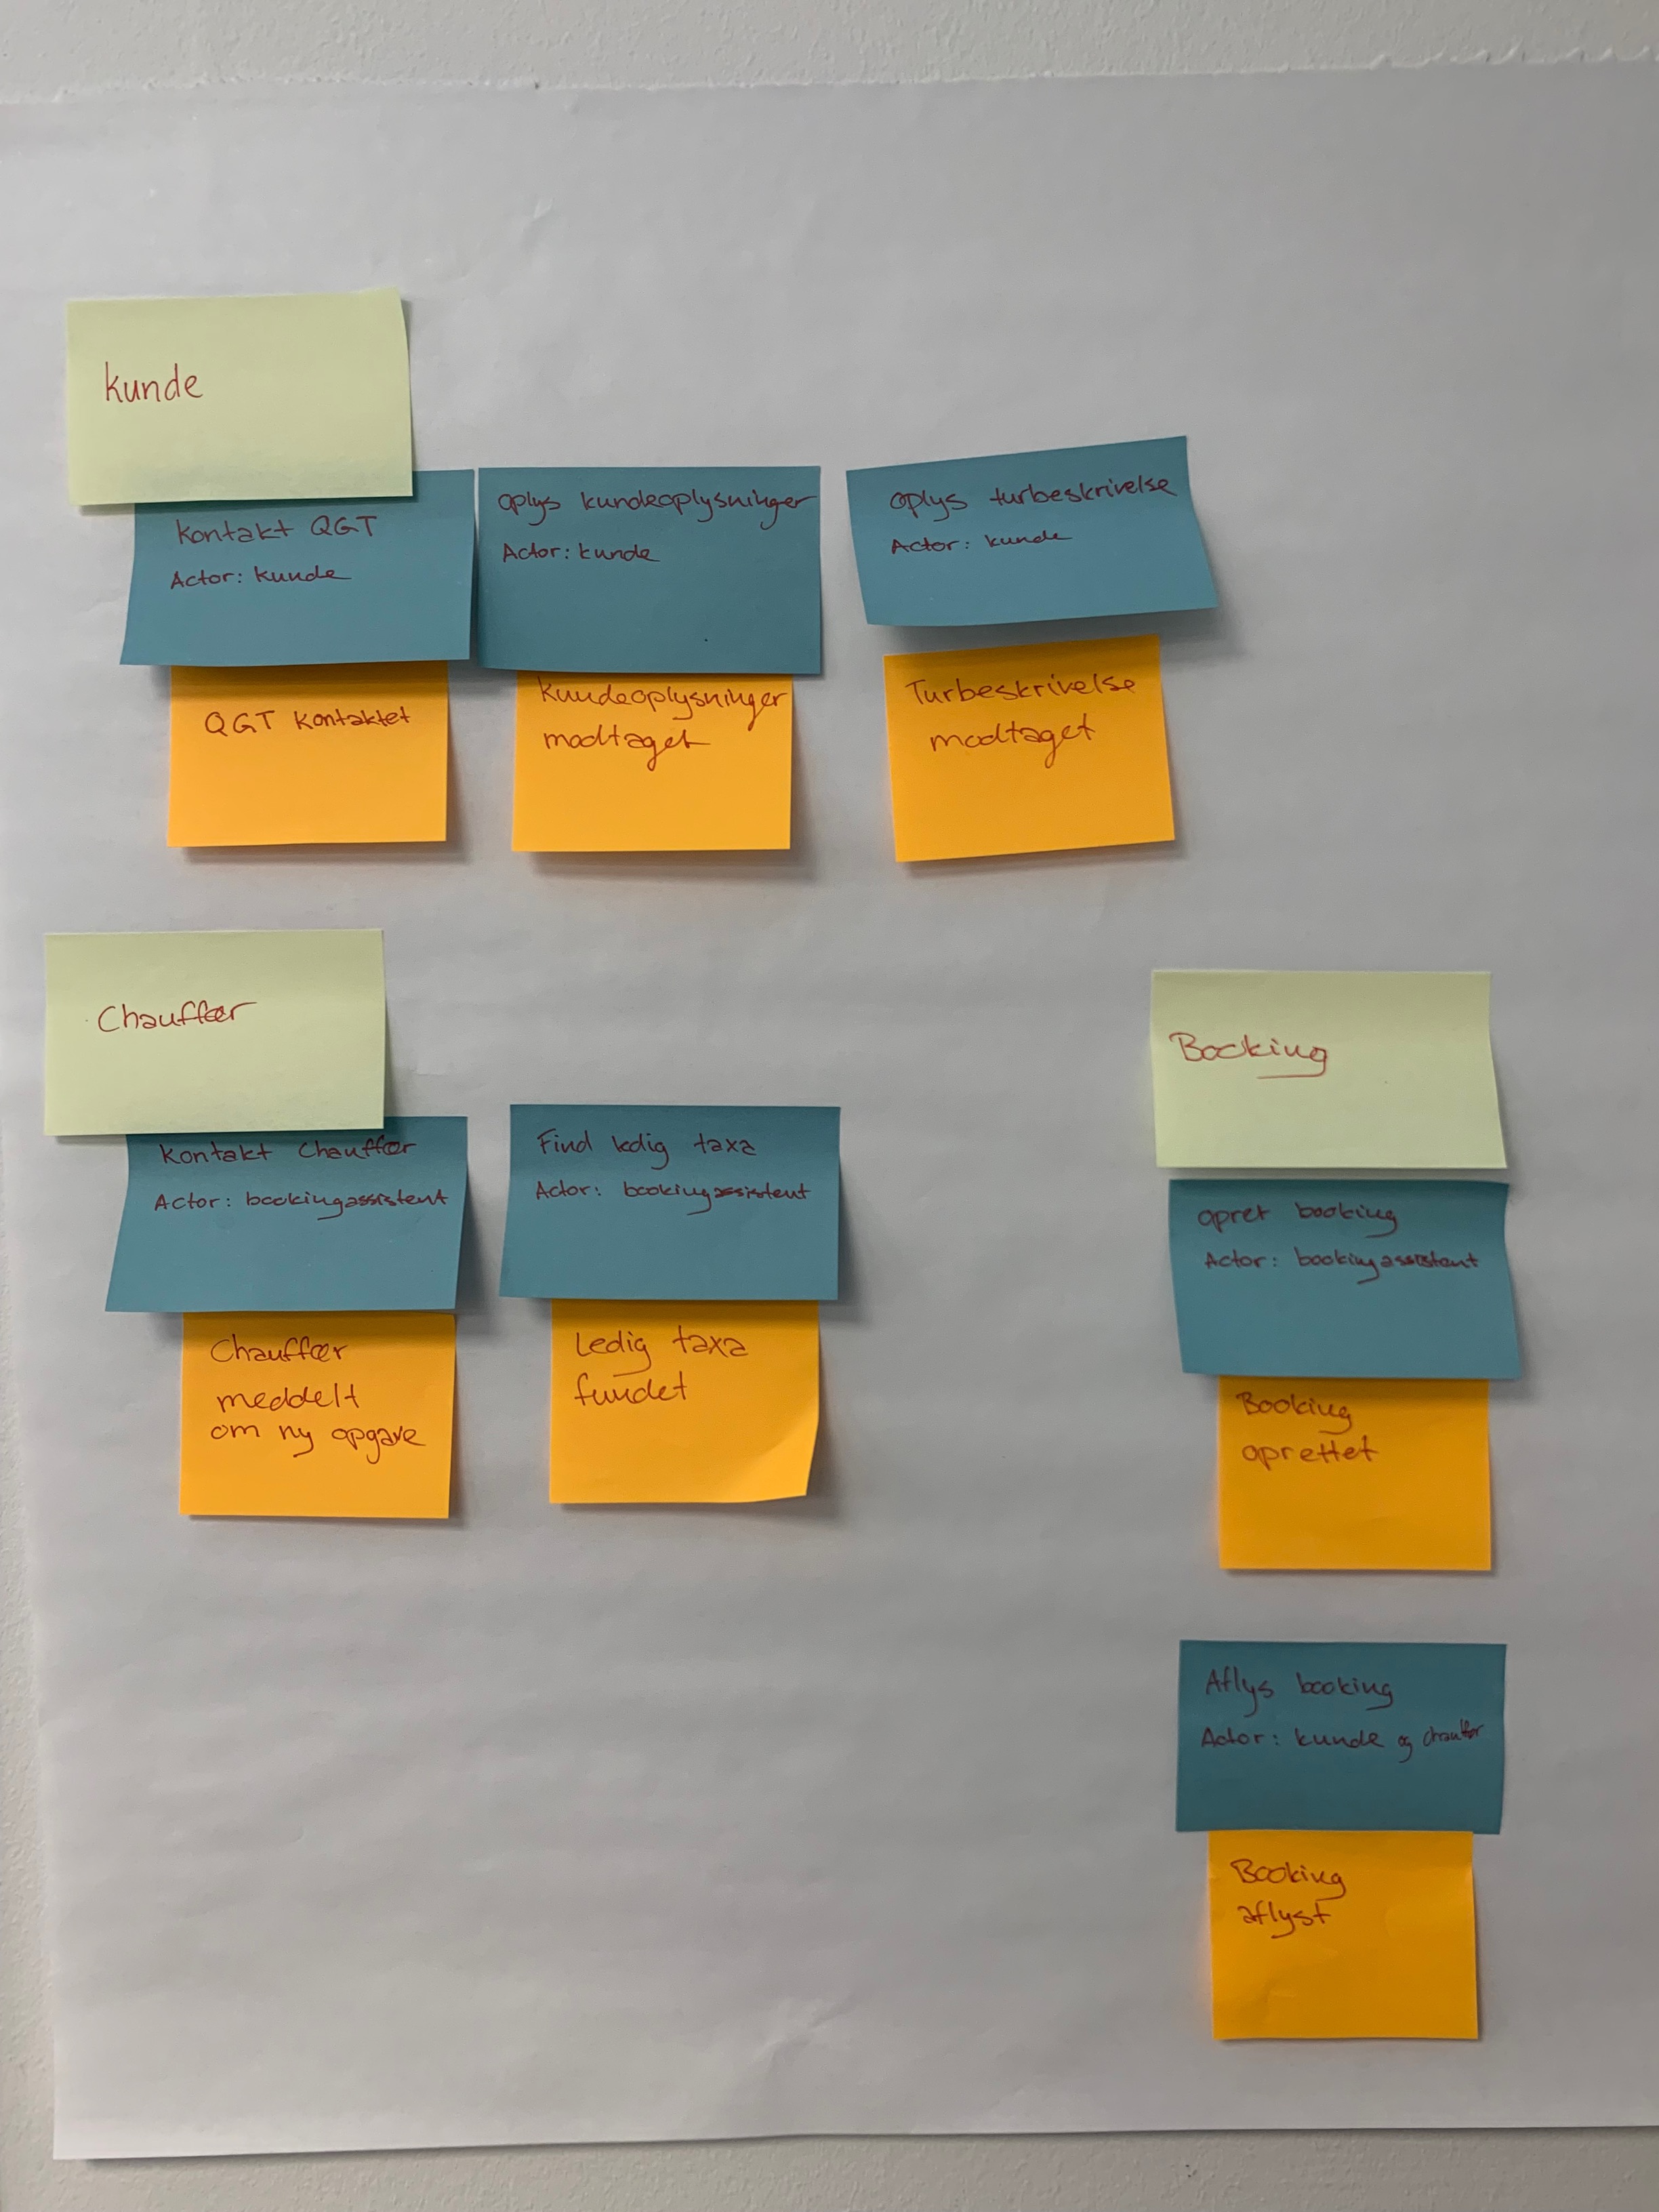 kunde
Kontakt QGT
Actor: kunde
oplys kundeoplysninger
Actor: kunde
oplys turbeskrivelse
Actor: kunde
QGT Kontaktet
Kundeoplysninger
modtaget
Turbeskrivelse
modtaget
Chauffør
Kontakt Chauffør
Actor: bookingassistent
Find ledig taxa
Actor: bookingassistent
Chauffør
meddelt
om ny opgave
Ledig taxa
fundet
Booking
opret booking
Actor: bookingassistent
Booking
oprettet
Aflys booking
Actor: kunde og chauffør
Booking
aflyst